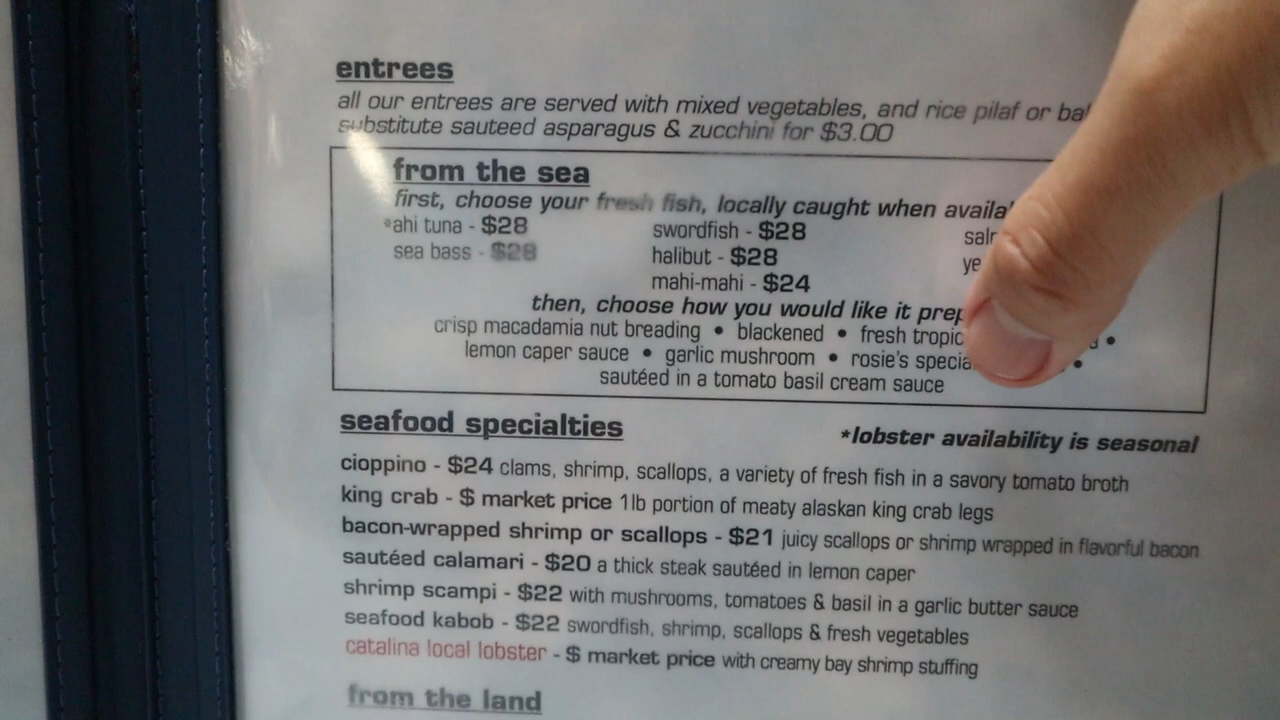 entrees
all our entrees are served with mixed vegetables, and rice pilaf or
substitute sauteed asparagus & zucchini for $3.00
from the sea
first, choose your fresh fish, locally caught when
*ahi tuna - $28 swordfish - $28
sea bass - $28 halibut - $28
mahi-mahi - $24
then, choose how you would like it
crisp macadamia nut breading • blackened • fresh •
lemon caper sauce • garlic mushroom • rosie's •
sautéed in a tomato basil cream sauce
seafood specialties *lobster availability is seasonal
cioppino - $24 clams, shrimp, scallops, a variety of fresh fish in a savory tomato broth
king crab - $ market price 1lb portion of meaty alaskan king crab legs
bacon-wrapped shrimp or scallops - $21 juicy scallops or shrimp wrapped in flavorful bacon
sautéed calamari - $20 a thick steak sautéed in lemon caper
shrimp scampi - $22 with mushrooms, tomatoes & basil in a garlic butter sauce
seafood kabob - $22 swordfish, shrimp, scallops & fresh vegetables
catalina local lobster - $ market price with creamy bay shrimp stuffing
from the land